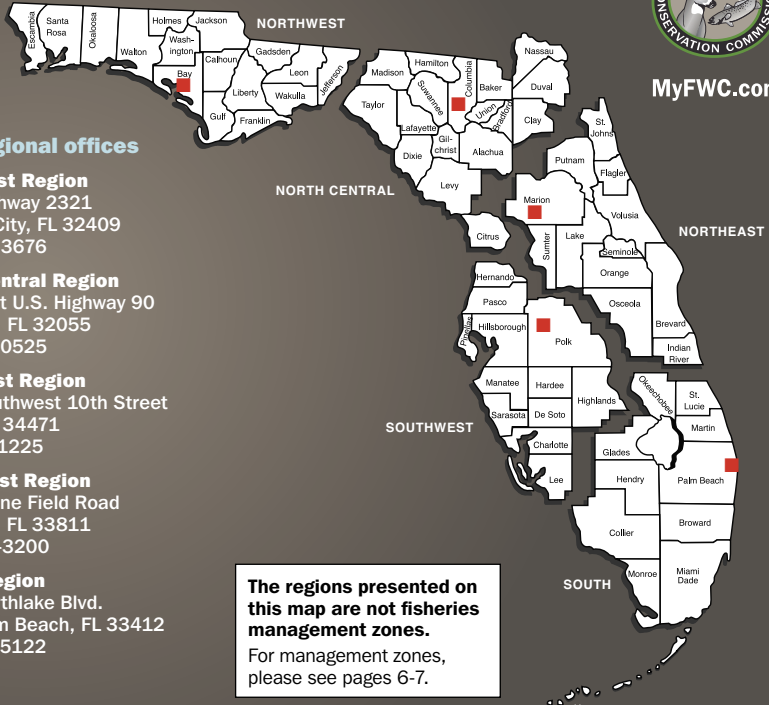 NORTHWEST
Escambia
Santa
Rosa
Okaloosa
Walton
Holmes
Jackson
Wash-
ington
Bay
Calhoun
Gulf
Liberty
Gadsden
Franklin
Leon
Wakulla
Jefferson
NORTH CENTRAL
Madison
Hamilton
Columbia
Taylor
Suwannee
Baker
Union
Bradford
Lafayette
Gil-
christ
Alachua
Dixie
Levy
Citrus
NORTHEAST
Nassau
Duval
Clay
St.
Johns
Putnam
Flagler
Marion
Volusia
Sumter
Lake
Seminole
Orange
Osceola
Brevard
Indian
River
SOUTHWEST
Hernando
Pasco
Pinellas
Hillsborough
Polk
Manatee
Hardee
Highlands
Sarasota
De Soto
Charlotte
Lee
SOUTH
Okeechobee
St.
Lucie
Martin
Glades
Hendry
Palm Beach
Broward
Collier
Monroe
Miami
Dade
ONSERVATION COMMISS
MyFWC.com
gional offices
st Region
hway 2321
City, FL 32409
3676
ntral Region
t U.S. Highway 90
, FL 32055
0525
st Region
uthwest 10th Street
34471
1225
st Region
ne Field Road
, FL 33811
-3200
egion
rthlake Blvd.
m Beach, FL 33412
5122
The regions presented on
this map are not fisheries
management zones.
For management zones,
please see pages 6-7.